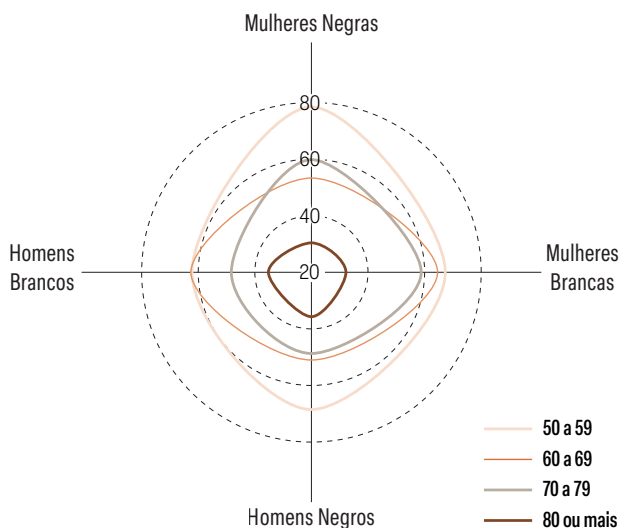 Mulheres Negras
80
60
40
20
Homens
Brancos
Mulheres
Brancas
Homens Negros
50 a 59
60 a 69
70 a 79
80 ou mais